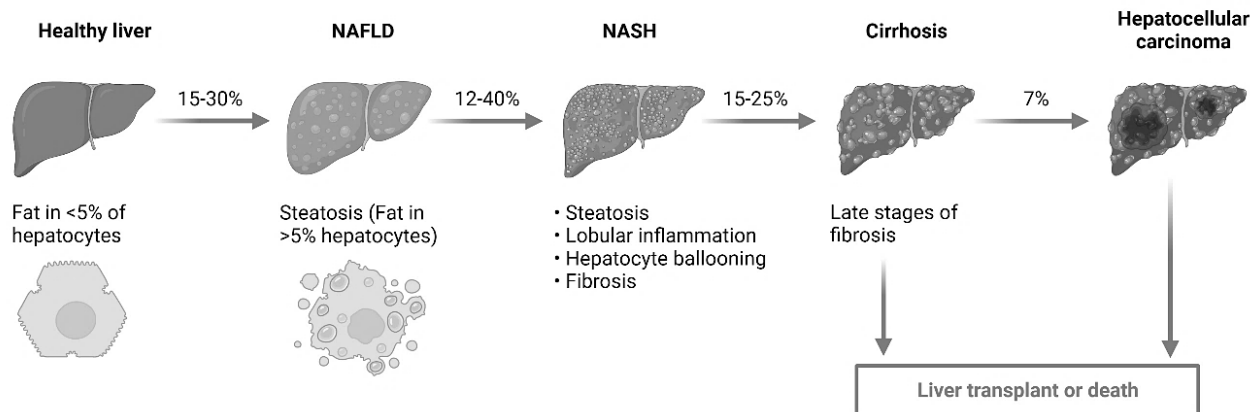 Healthy liver
NAFLD
NASH
Cirrhosis
Hepatocellular
carcinoma
15-30%
12-40%
15-25%
7%
Fat in <5% of
hepatocytes
Steatosis (Fat in
>5% hepatocytes)
• Steatosis
• Lobular inflammation
• Hepatocyte ballooning
• Fibrosis
Late stages of
fibrosis
Liver transplant or death